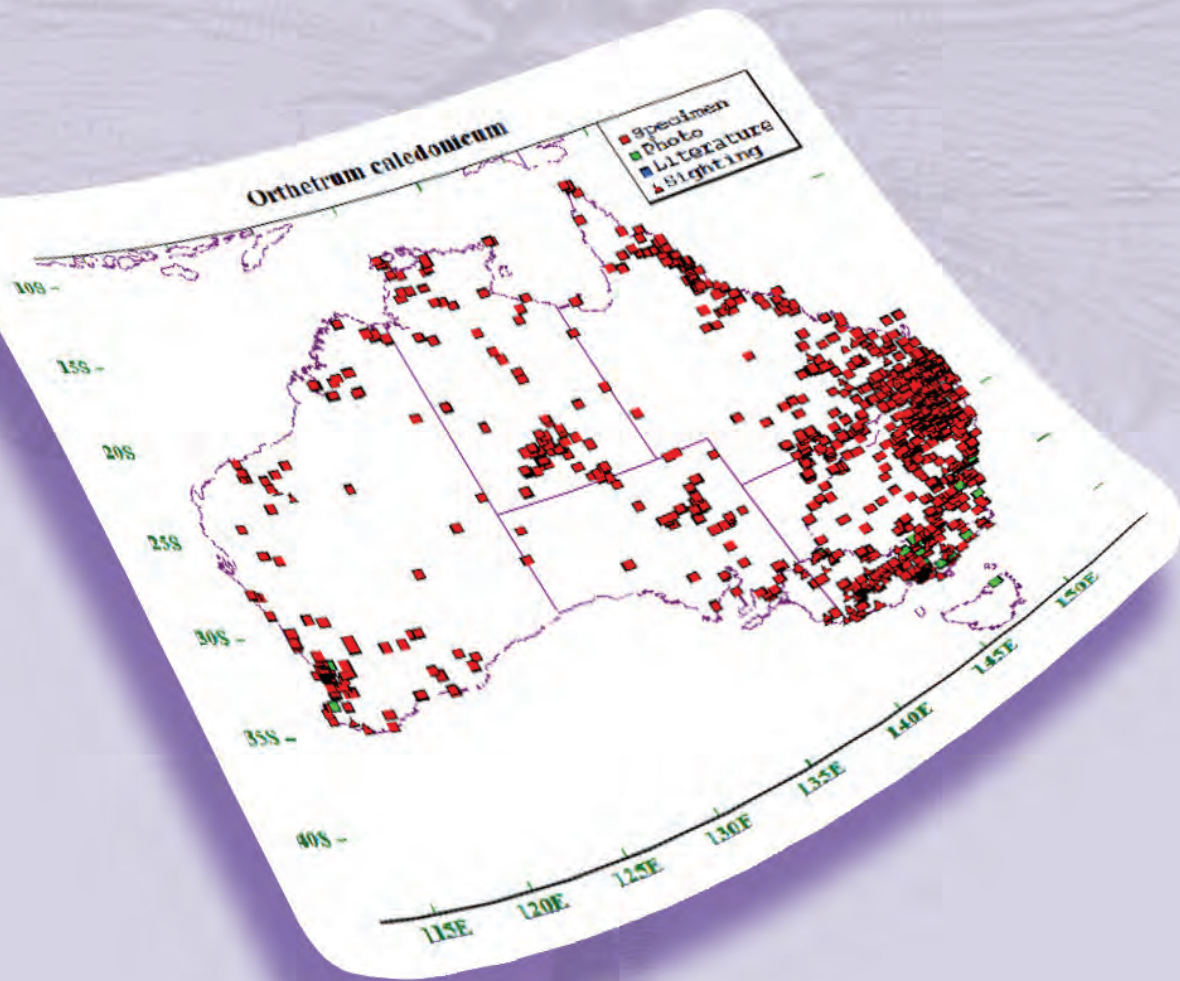 Orthetrum caledonicum
Specimen
Photo
Literature
Sighting
10S
15S
20S
25S
30S
35S
40S
115E
120E
125E
130E
135E
140E
145E
150E